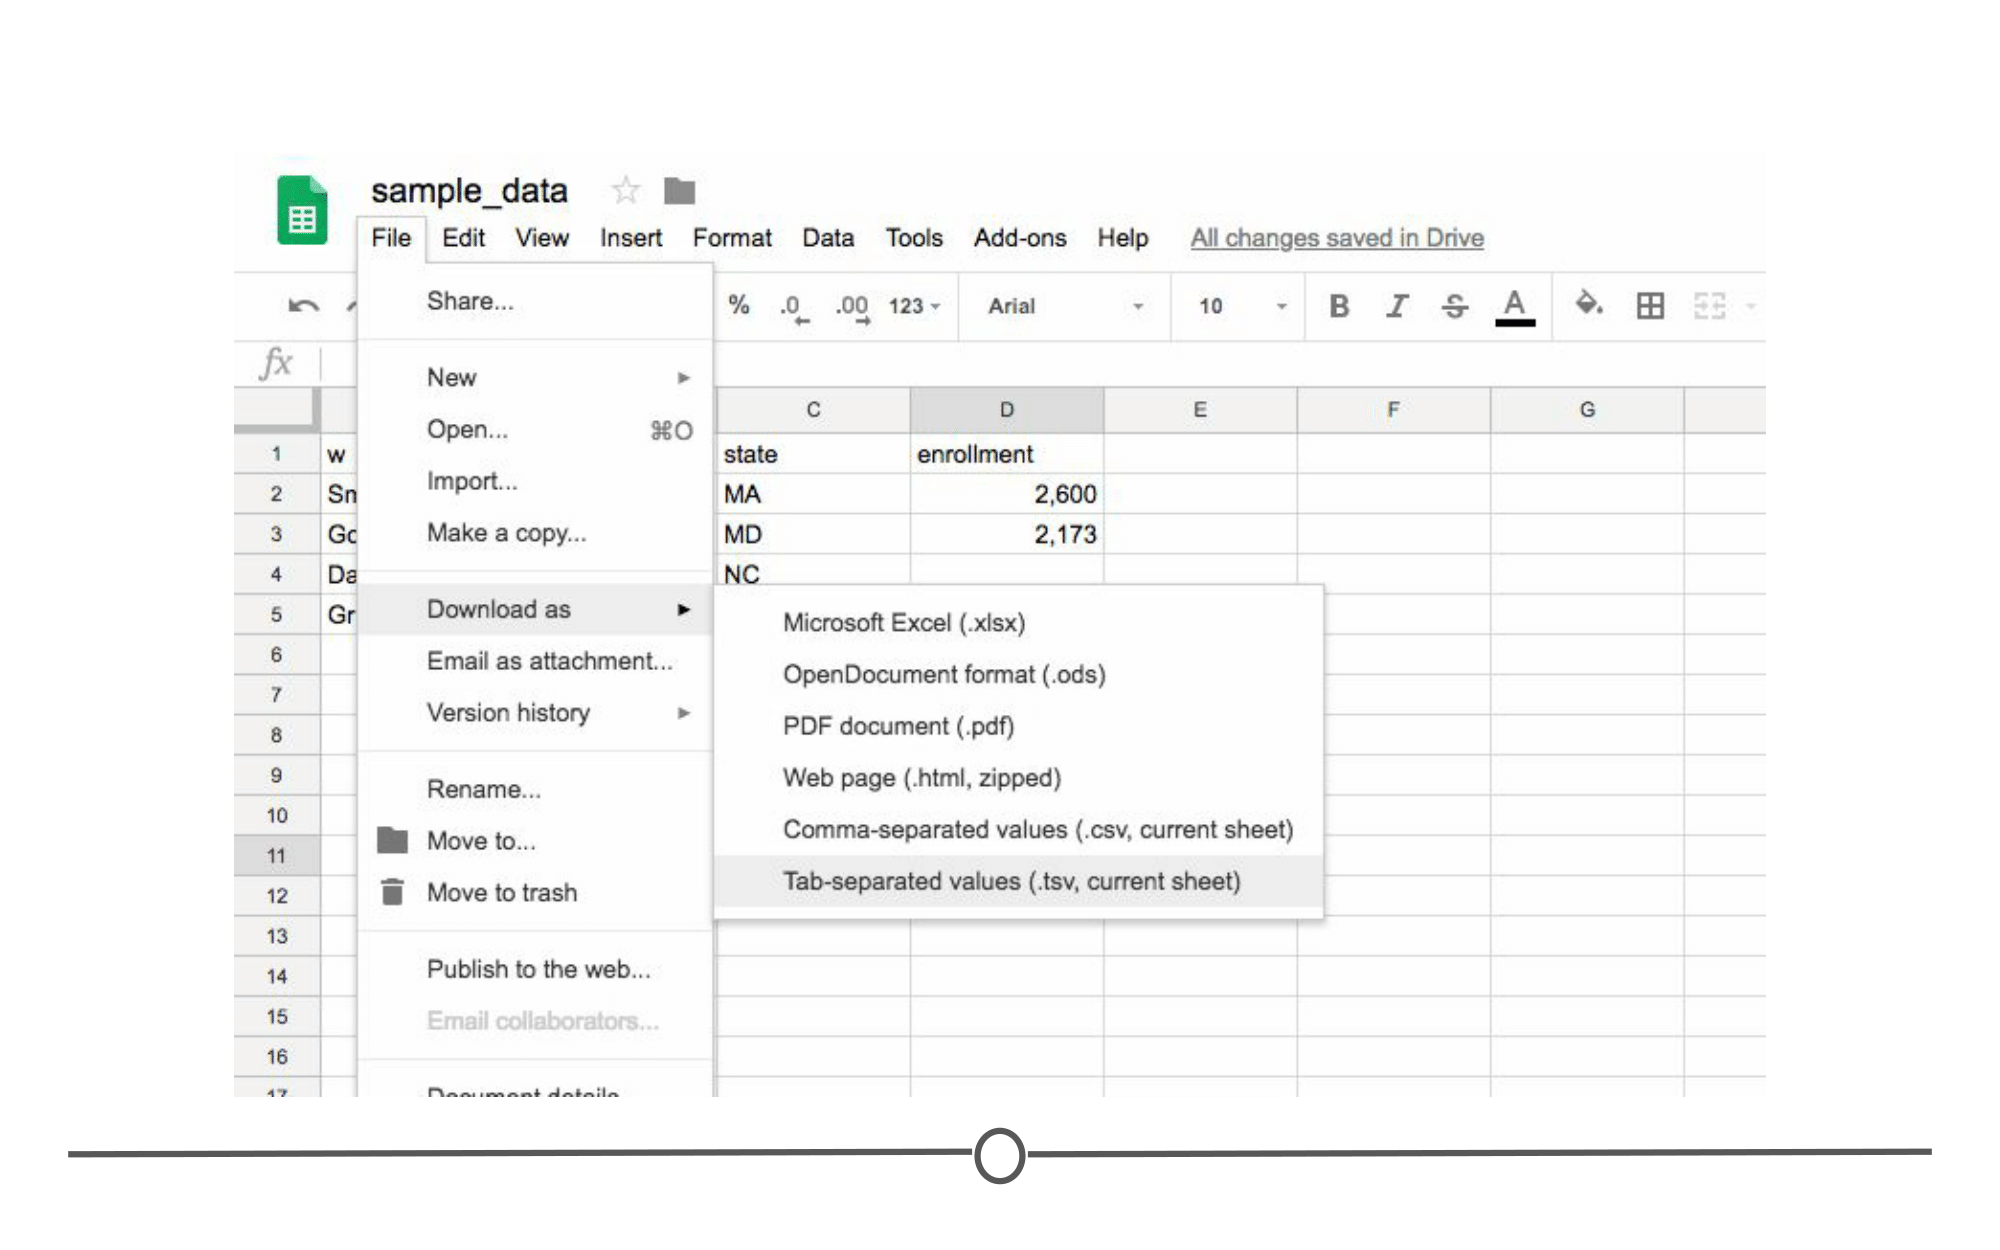 sample_data
File Edit View Insert Format Data Tools Add-ons Help All changes saved in Drive
% .0 .00 123 Arial 10 B I S A
fx
C D E F G
1 w state enrollment
2 Sm MA 2,600
3 Go MD 2,173
4 Da NC
5 Gr
6
7
8
9
10
11
12
13
14
15
16
17
Share...
New
Open... ⌘O
Import...
Make a copy...
Download as
Email as attachment...
Version history
Rename...
Move to...
Move to trash
Publish to the web...
Email collaborators...
Document details
Microsoft Excel (.xlsx)
OpenDocument format (.ods)
PDF document (.pdf)
Web page (.html, zipped)
Comma-separated values (.csv, current sheet)
Tab-separated values (.tsv, current sheet)